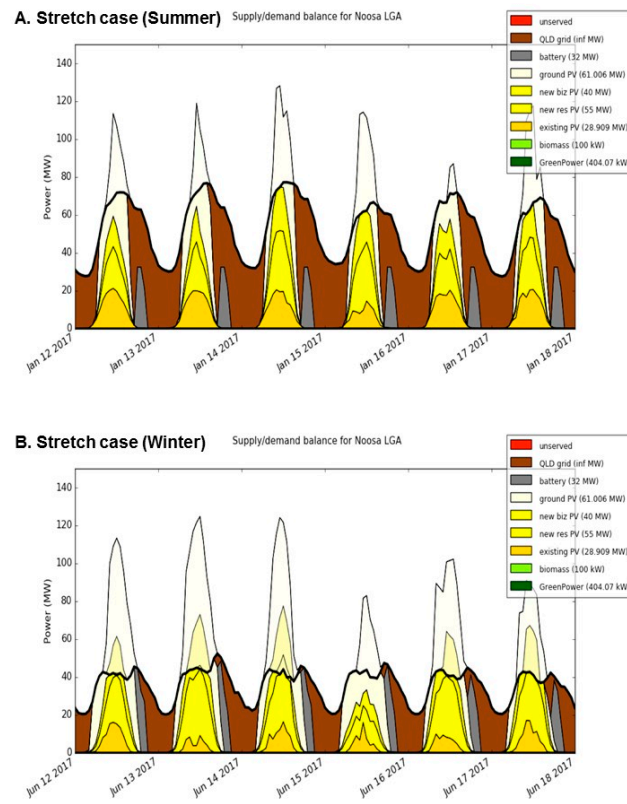 A. Stretch case (Summer)
Supply/demand balance for Noosa LGA
unserved
QLD grid (inf MW)
battery (32 MW)
ground PV (61.006 MW)
new biz PV (40 MW)
new res PV (55 MW)
existing PV (28.909 MW)
biomass (100 kW)
GreenPower (404.07 kW)
Power (MW)
140
120
100
80
60
40
20
0
Jan 12 2017
Jan 13 2017
Jan 14 2017
Jan 15 2017
Jan 16 2017
Jan 17 2017
Jan 18 2017
B. Stretch case (Winter)
Supply/demand balance for Noosa LGA
unserved
QLD grid (inf MW)
battery (32 MW)
ground PV (61.006 MW)
new biz PV (40 MW)
new res PV (55 MW)
existing PV (28.909 MW)
biomass (100 kW)
GreenPower (404.07 kW)
Power (MW)
140
120
100
80
60
40
20
0
Jun 12 2017
Jun 13 2017
Jun 14 2017
Jun 15 2017
Jun 16 2017
Jun 17 2017
Jun 18 2017